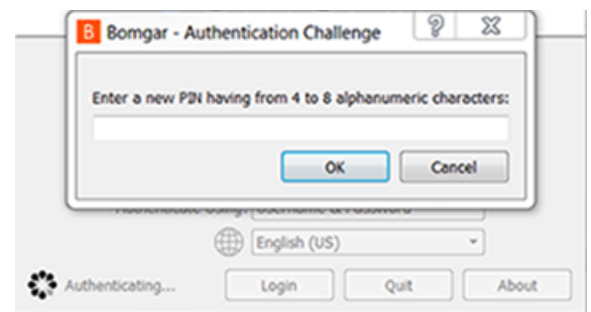 B Bomgar - Authentication Challenge
Enter a new PIN having from 4 to 8 alphanumeric characters:
OK Cancel
Authenticate Using: Username & Password
English (US)
Authenticating... Login Quit About